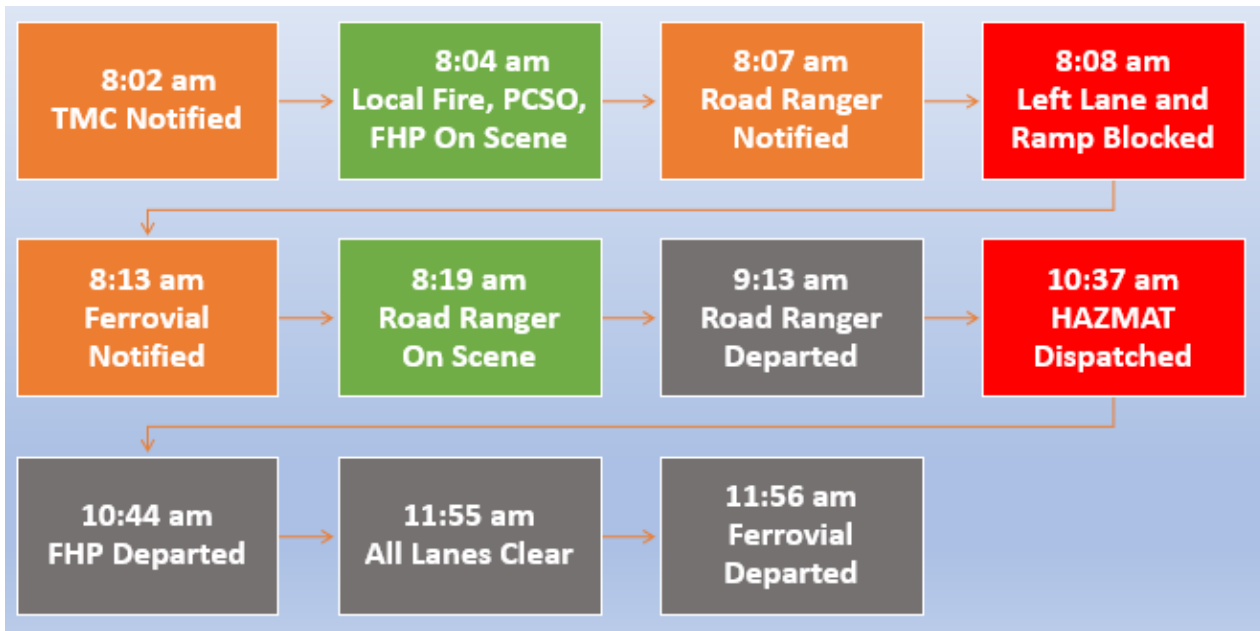 8:02 am
TMC Notified
8:04 am
Local Fire, PCSO,
FHP On Scene
8:07 am
Road Ranger
Notified
8:08 am
Left Lane and
Ramp Blocked
8:13 am
Ferrovial
Notified
8:19 am
Road Ranger
On Scene
9:13 am
Road Ranger
Departed
10:37 am
HAZMAT
Dispatched
10:44 am
FHP Departed
11:55 am
All Lanes Clear
11:56 am
Ferrovial
Departed